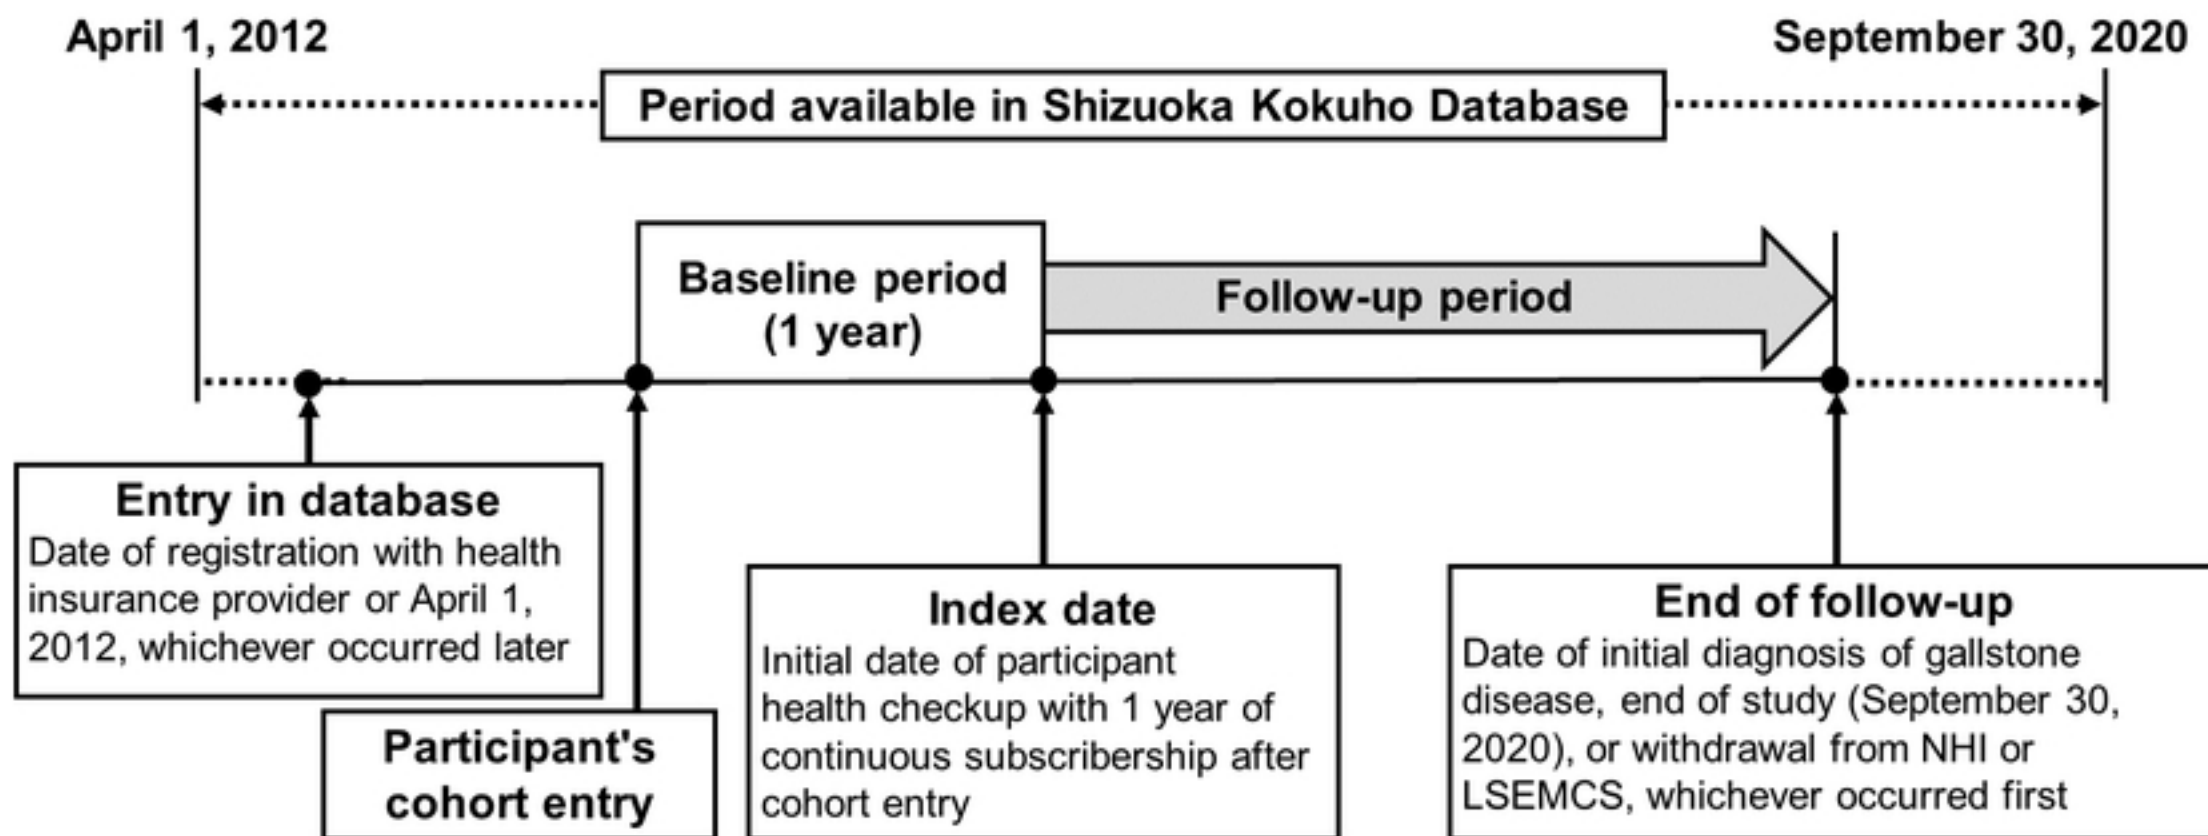 April 1, 2012
September 30, 2020
Period available in Shizuoka Kokuho Database
Baseline period
(1 year)
Follow-up period
Entry in database
Date of registration with health
insurance provider or April 1,
2012, whichever occurred later
Participant's
cohort entry
Index date
Initial date of participant
health checkup with 1 year of
continuous subscribership after
cohort entry
End of follow-up
Date of initial diagnosis of gallstone
disease, end of study (September 30,
2020), or withdrawal from NHI or
LSEMCS, whichever occurred first